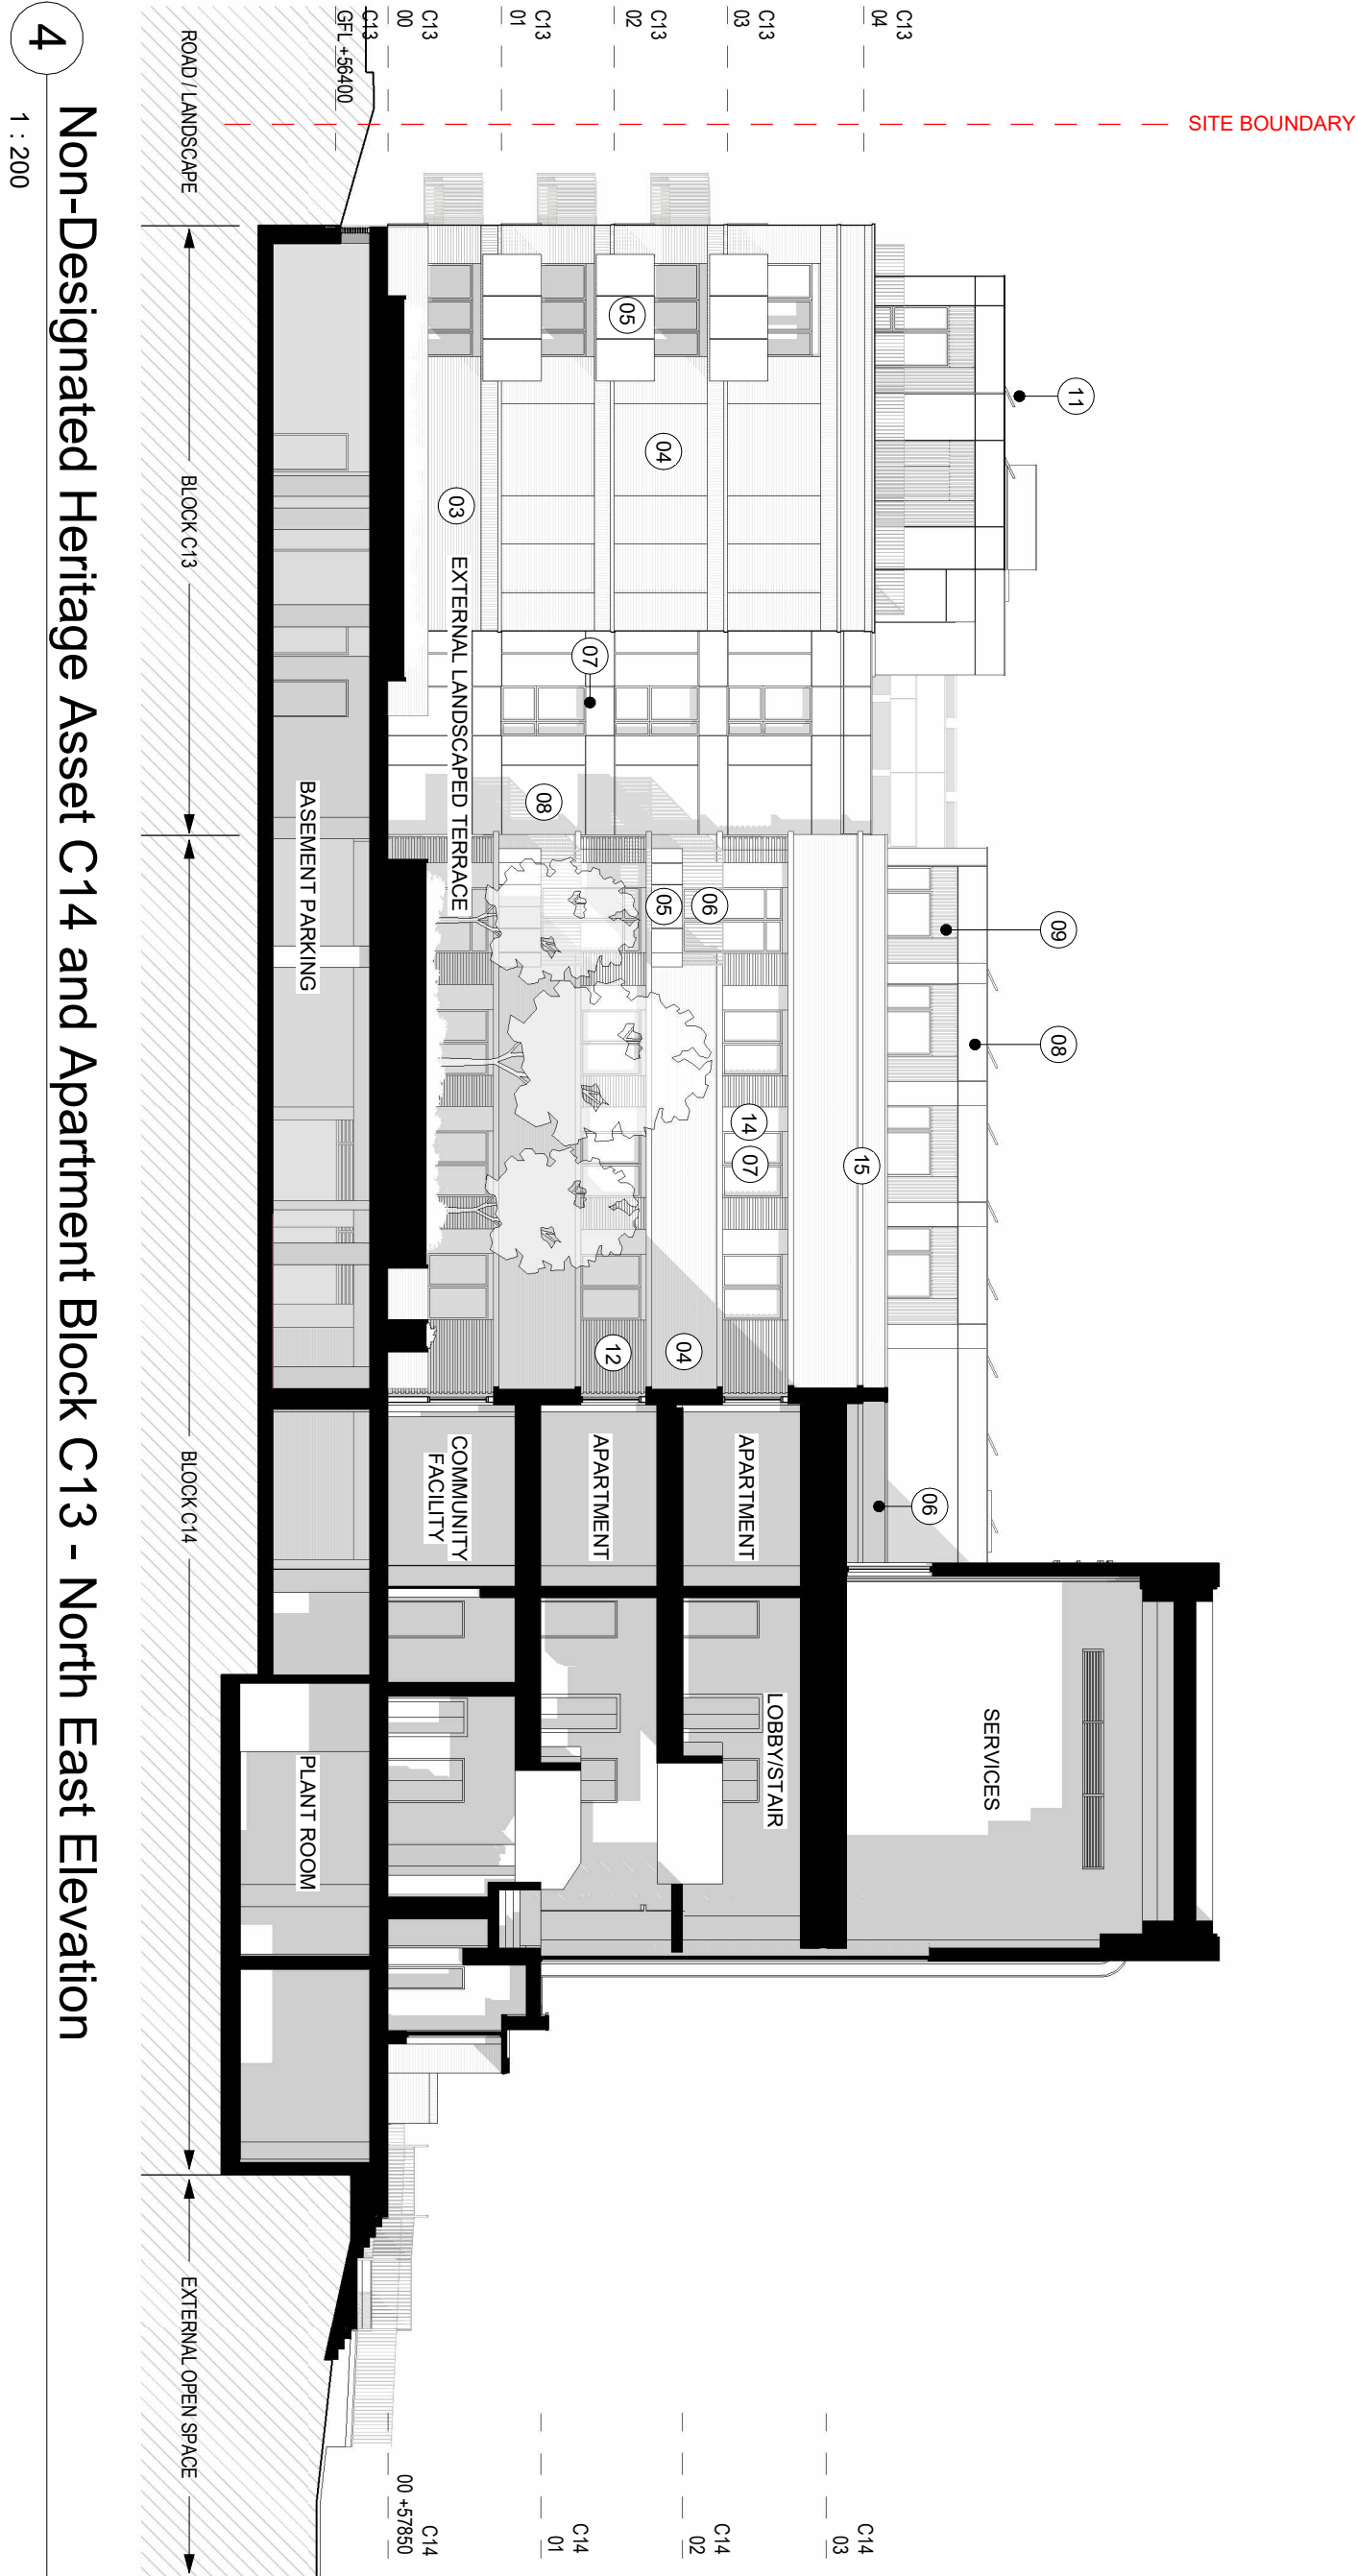 SITE BOUNDARY
C13
04
C13
03
C13
02
C13
01
C13
00
C13
GFL +56400
11
09
08
15
14
07
06
05
05
04
07
08
03
06
12
04
SERVICES
APARTMENT
LOBBY/STAIR
APARTMENT
COMMUNITY
FACILITY
EXTERNAL LANDSCAPED TERRACE
BASEMENT PARKING
PLANT ROOM
C14
03
C14
02
C14
01
C14
00 +57850
ROAD / LANDSCAPE
BLOCK C13
BLOCK C14
EXTERNAL OPEN SPACE
4
Non-Designated Heritage Asset C14 and Apartment Block C13 - North East Elevation
1 : 200